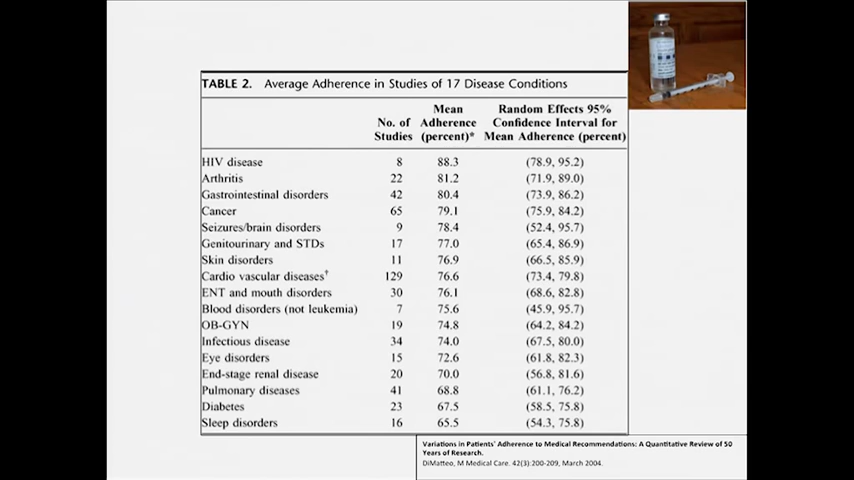 TABLE 2. Average Adherence in Studies of 17 Disease Conditions
No. of Studies Mean Adherence (percent)* Random Effects 95% Confidence Interval for Mean Adherence (percent)
HIV disease 8 88.3 (78.9, 95.2)
Arthritis 22 81.2 (71.9, 89.0)
Gastrointestinal disorders 42 80.4 (73.9, 86.2)
Cancer 65 79.1 (75.9, 84.2)
Seizures/brain disorders 9 78.4 (52.4, 95.7)
Genitourinary and STDs 17 77.0 (65.4, 86.9)
Skin disorders 11 76.9 (66.5, 85.9)
Cardio vascular diseases† 129 76.6 (73.4, 79.8)
ENT and mouth disorders 30 76.1 (68.6, 82.8)
Blood disorders (not leukemia) 7 75.6 (45.9, 95.7)
OB-GYN 19 74.8 (64.2, 84.2)
Infectious disease 34 74.0 (67.5, 80.0)
Eye disorders 15 72.6 (61.8, 82.3)
End-stage renal disease 20 70.0 (56.8, 81.6)
Pulmonary diseases 41 68.8 (61.1, 76.2)
Diabetes 23 67.5 (58.5, 75.8)
Sleep disorders 16 65.5 (54.3, 75.8)
Variations in Patients' Adherence to Medical Recommendations: A Quantitative Review of 50
Years of Research.
DiMatteo, M Medical Care. 42(3):200-209, March 2004.